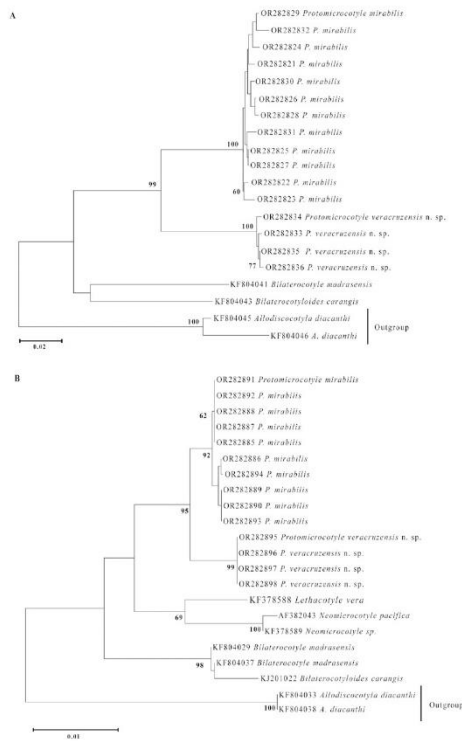 A
OR282829 Protomicrocotyle mirabilis
OR282832 P. mirabilis
OR282824 P. mirabilis
OR282821 P. mirabilis
OR282830 P. mirabilis
OR282826 P. mirabilis
OR282828 P. mirabilis
OR282831 P. mirabilis
100
OR282825 P. mirabilis
OR282827 P. mirabilis
99
OR282822 P. mirabilis
60
OR282823 P. mirabilis
OR282834 Protomicrocotyle veracruzensis n. sp.
100
OR282833 P. veracruzensis n. sp.
OR282835 P. veracruzensis n. sp.
77
OR282836 P. veracruzensis n. sp.
KF804041 Bilaterocotyle madrasensis
KF804043 Bilaterocotyloides carangis
KF804045 Allodiscocotyla diacanthi
100
Outgroup
KF804046 A. diacanthi
0.02
B
OR282891 Protomicrocotyle mirabilis
OR282892 P. mirabilis
62
OR282888 P. mirabilis
OR282887 P. mirabilis
OR282885 P. mirabilis
92
OR282886 P. mirabilis
OR282894 P. mirabilis
OR282889 P. mirabilis
OR282890 P. mirabilis
95
OR282893 P. mirabilis
OR282895 Protomicrocotyle veracruzensis n. sp.
OR282896 P. veracruzensis n. sp.
99
OR282897 P. veracruzensis n. sp.
OR282898 P. veracruzensis n. sp.
KF378588 Lethacotyle vera
69
AF382043 Neomicrocotyle pacifica
100
KF378589 Neomicrocotyle sp.
KF804029 Bilaterocotyle madrasensis
98
KF804037 Bilaterocotyle madrasensis
KJ201022 Bilaterocotyloides carangis
KF804033 Allodiscocotyla diacanthi
100
Outgroup
KF804038 A. diacanthi
0.01